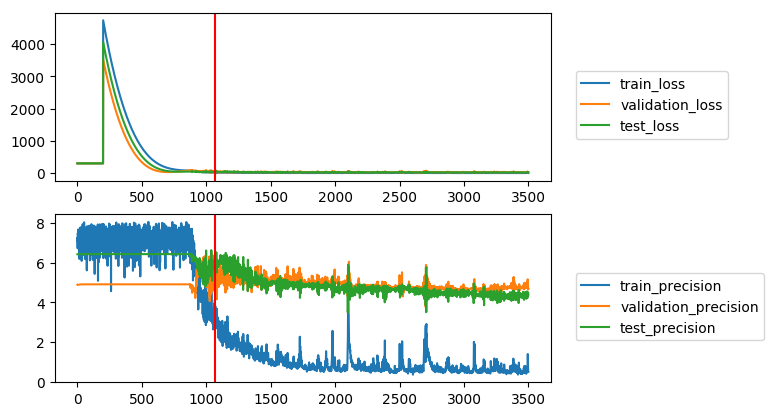 4000
3000
2000
1000
0
0 500 1000 1500 2000 2500 3000 3500
train_loss
validation_loss
test_loss
8
6
4
2
0
0 500 1000 1500 2000 2500 3000 3500
train_precision
validation_precision
test_precision